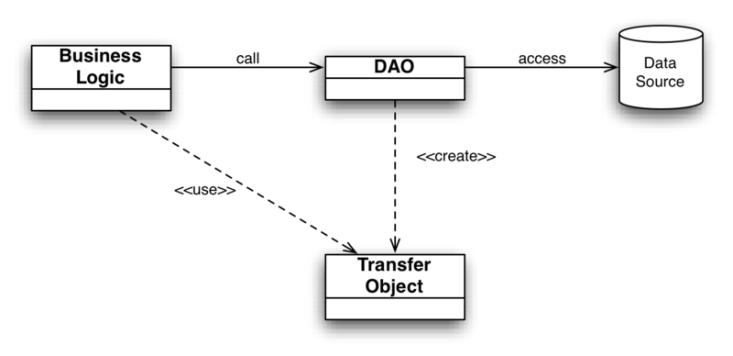 Business
Logic
call
DAO
access
Data
Source
<<create>>
<<use>>
Transfer
Object